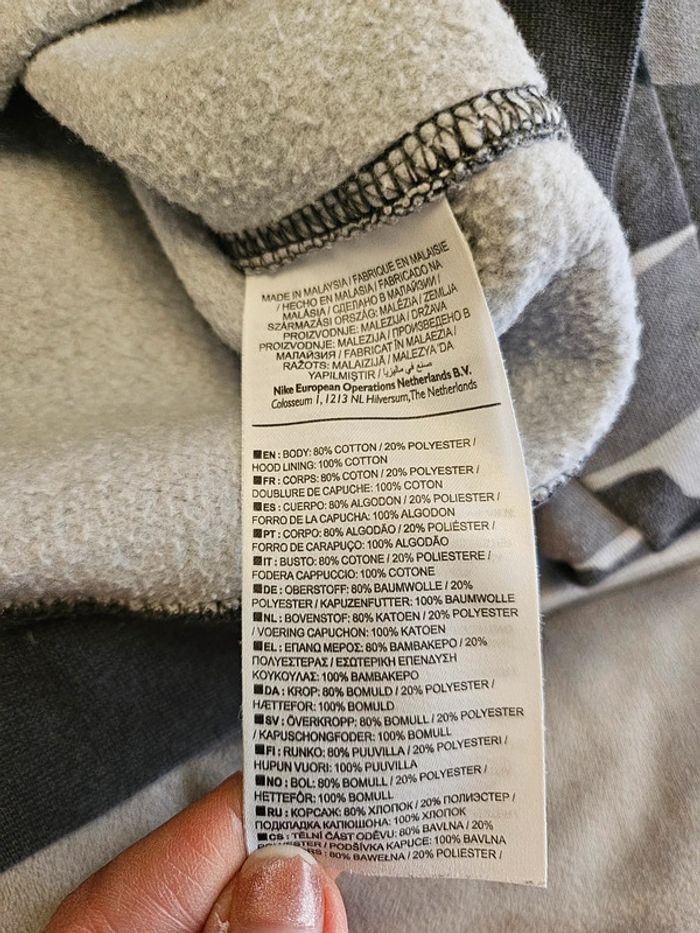 MADE IN MALAYSIA / FABRIQUE EN MALAISIE
/ HECHO EN MALASIA / FABRICADO NA
MALÁSIA / СДЕЛАНО В МАЛАЙЗИИ /
SZÁRMAZÁSI ORSZÁG: MALÉZIA / ZEMLJA
PROIZVODNJE: MALEZIJA / DRŽAVA
PROIZVODNJE: MALEZIJA / ПРОИЗВЕДЕНО В
МАЛАЙЗИЯ / FABRICAT ÎN MALAEZIA /
RAŽOTS: MALAIZIJĀ / MALEZYA 'DA
YAPILMIŞTIR / صنع في ماليزيا
Nike European Operations Netherlands B.V.
Colosseum 1, 1213 NL Hilversum, The Netherlands
EN : BODY: 80% COTTON / 20% POLYESTER /
HOOD LINING: 100% COTTON
FR : CORPS: 80% COTON / 20% POLYESTER /
DOUBLURE DE CAPUCHE: 100% COTON
ES : CUERPO: 80% ALGODON / 20% POLIESTER /
FORRO DE LA CAPUCHA: 100% ALGODON
PT : CORPO: 80% ALGODÃO / 20% POLIÉSTER /
FORRO DE CARAPUÇO: 100% ALGODÃO
IT : BUSTO: 80% COTONE / 20% POLIESTERE /
FODERA CAPPUCCIO: 100% COTONE
DE : OBERSTOFF: 80% BAUMWOLLE / 20%
POLYESTER / KAPUZENFUTTER: 100% BAUMWOLLE
NL : BOVENSTOF: 80% KATOEN / 20% POLYESTER
/ VOERING CAPUCHON: 100% KATOEN
EL : ΕΠΑΝΩ ΜΕΡΟΣ: 80% ΒΑΜΒΑΚΕΡΟ / 20%
ΠΟΛΥΕΣΤΕΡΑΣ / ΕΣΩΤΕΡΙΚΗ ΕΠΕΝΔΥΣΗ
ΚΟΥΚΟΥΛΑΣ: 100% ΒΑΜΒΑΚΕΡΟ
DA : KROP: 80% BOMULD / 20% POLYESTER /
HÆTTEFOR: 100% BOMULD
SV : ÖVERKROPP: 80% BOMULL / 20% POLYESTER
/ KAPUSCHONGFODER: 100% BOMULL
FI : RUNKO: 80% PUUVILLA / 20% POLYESTERI /
HUPUN VUORI: 100% PUUVILLA
NO : BOL: 80% BOMULL / 20% POLYESTER /
HETTEFÔR: 100% BOMULL
RU : КОРСАЖ: 80% ХЛОПОК / 20% ПОЛИЭСТЕР /
ПОДКЛАДКА КАПЮШОНА: 100% ХЛОПОК
CS : TĚLNÍ ČÁST ODĚVU: 80% BAVLNA / 20%
/ PODŠÍVKA KAPUCE: 100% BAVLNA
80% BAWEŁNA / 20% POLIESTER /